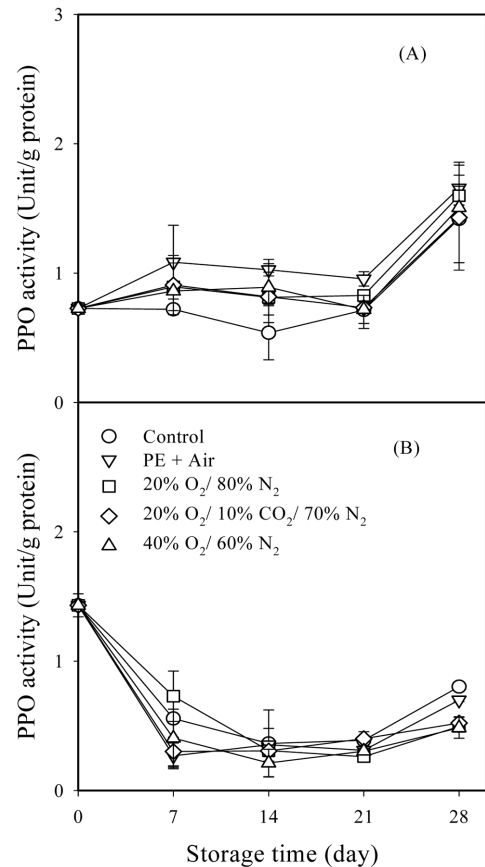 3
(A)
2
1
0
PPO activity (Unit/g protein)
Control
PE + Air
20% O₂/ 80% N₂
20% O₂/ 10% CO₂/ 70% N₂
40% O₂/ 60% N₂
(B)
2
1
0
PPO activity (Unit/g protein)
0 7 14 21 28
Storage time (day)